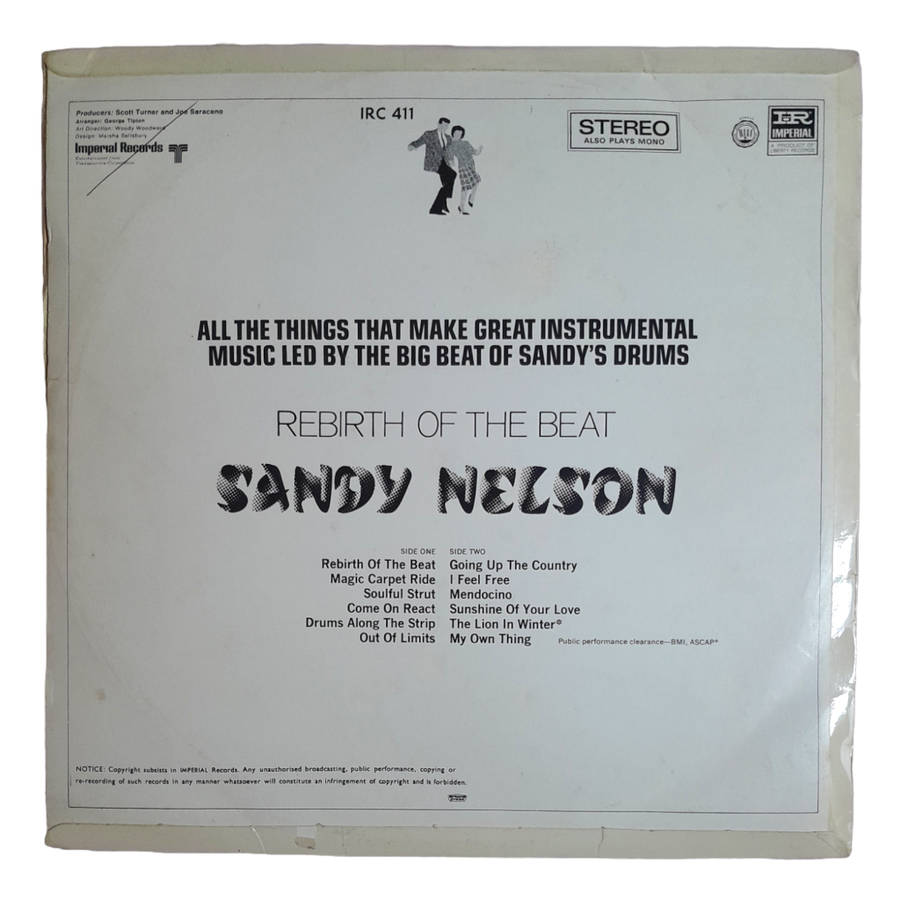 Producers: Scott Turner and Joe Saraceno
Arranger: George Tipton
Art Direction: Woody Woodward
Design: Marsha Salisbury
Imperial Records
Entertainment from
Transamerica Corporation
IRC 411
STEREO
ALSO PLAYS MONO
IR
IMPERIAL
A PRODUCT OF
LIBERTY RECORDS
ALL THE THINGS THAT MAKE GREAT INSTRUMENTAL
MUSIC LED BY THE BIG BEAT OF SANDY'S DRUMS
REBIRTH OF THE BEAT
SANDY NELSON
SIDE ONE
Rebirth Of The Beat
Magic Carpet Ride
Soulful Strut
Come On React
Drums Along The Strip
Out Of Limits
SIDE TWO
Going Up The Country
I Feel Free
Mendocino
Sunshine Of Your Love
The Lion In Winter*
My Own Thing
Public performance clearance—BMI, ASCAP*
NOTICE: Copyright subsists in IMPERIAL Records. Any unauthorised broadcasting, public performance, copying or
re-recording of such records in any manner whatsoever will constitute an infringement of copyright and is forbidden.